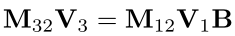 M₃₂V₃ = M₁₂V₁B